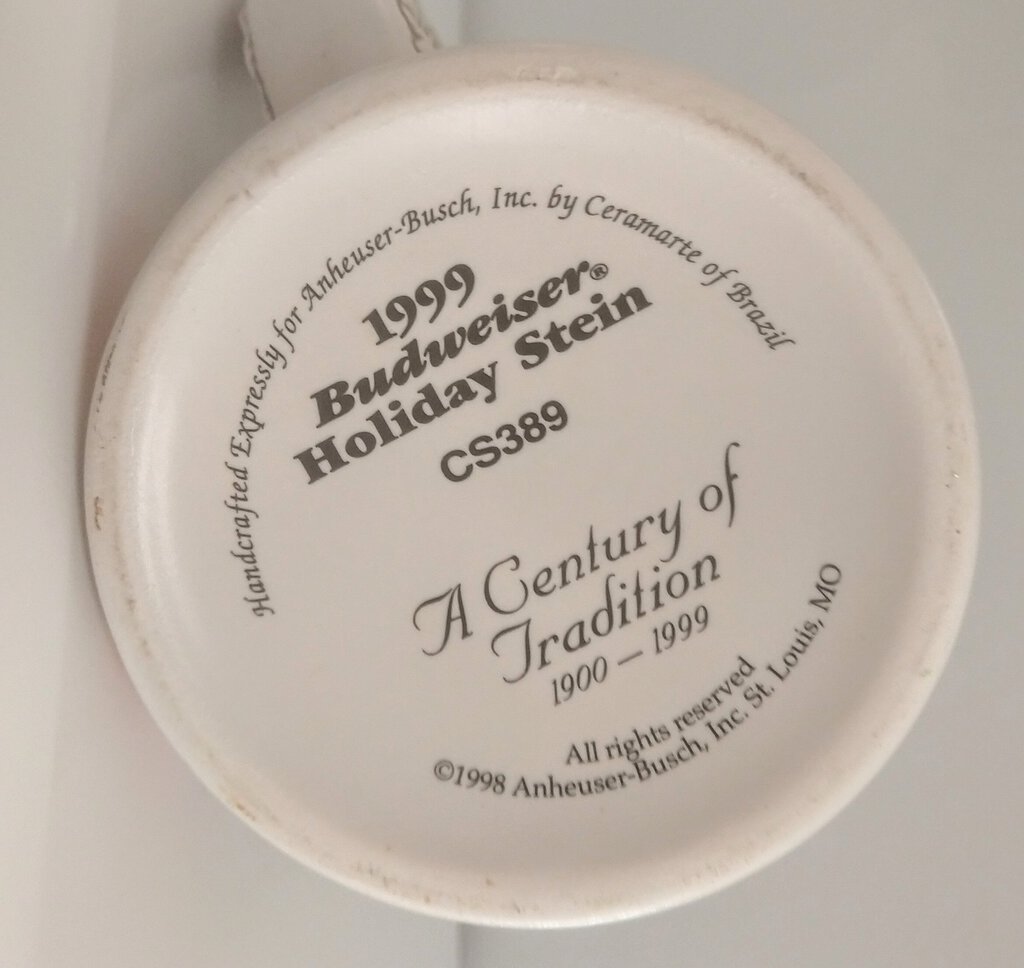 Handcrafted Expressly for Anheuser-Busch, Inc. by Ceramarte of Brazil
1999
Budweiser®
Holiday Stein
CS389
A Century of
Tradition
1900 — 1999
All rights reserved
©1998 Anheuser-Busch, Inc. St. Louis, MO